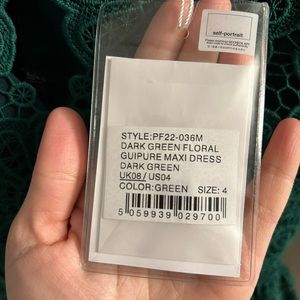 self-portrait
STYLE:PF22-036M
DARK GREEN FLORAL
GUIPURE MAXI DRESS
DARK GREEN
UK08 / US04
COLOR:GREEN SIZE: 4
5 059939 029700